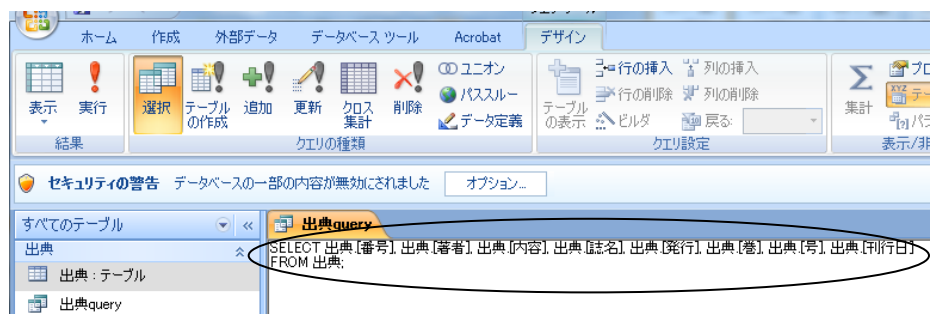 ホーム 作成 外部データ データベース ツール Acrobat デザイン
表示 実行 選択 テーブルの作成 追加 更新 クロス集計 削除
ユニオン
パススルー
データ定義
テーブルの表示
行の挿入 列の挿入
行の削除 列の削除
ビルダ 戻る:
集計
結果 クエリの種類 クエリ設定 表示/非
セキュリティの警告 データベースの一部の内容が無効にされました オプション...
すべてのテーブル 出典query
出典
出典 : テーブル
出典query
SELECT 出典.[番号], 出典.[著者], 出典.[内容], 出典.[誌名], 出典.[発行], 出典.[巻], 出典.[号], 出典.[刊行日]
FROM 出典;